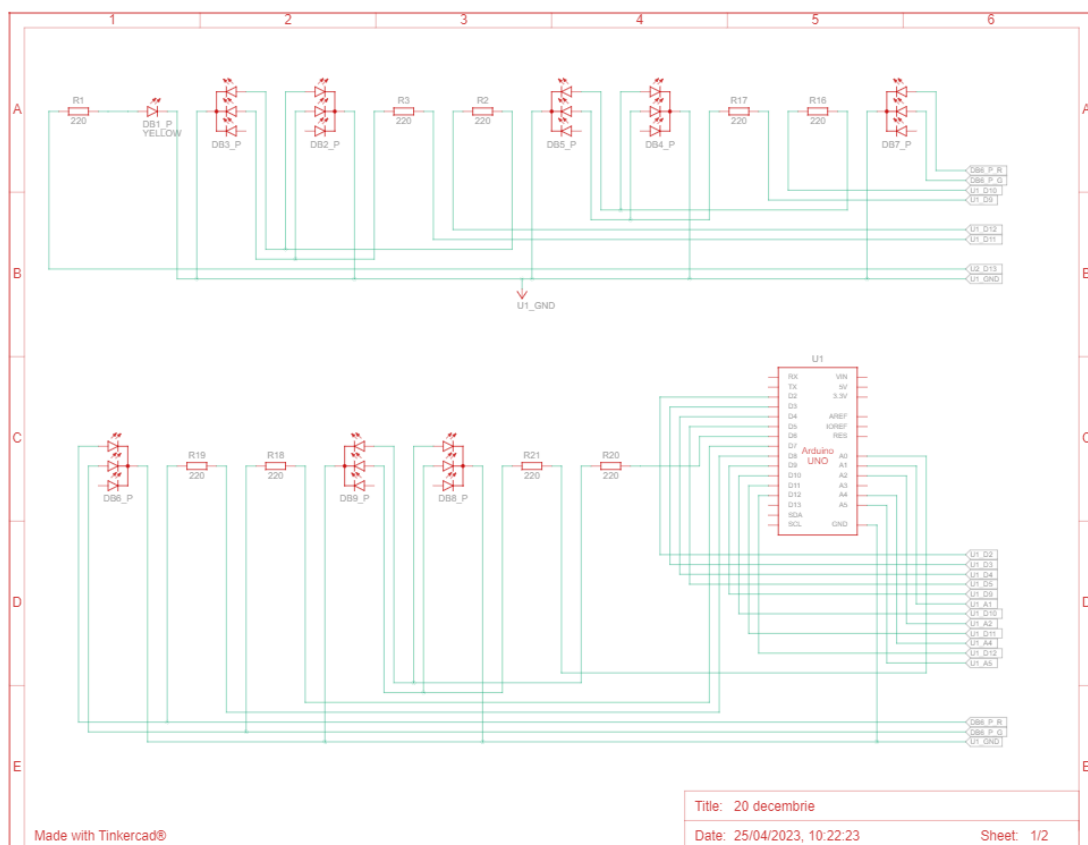 1 2 3 4 5 6
A A
R1
220
DB1_P
YELLOW
DB3_P
DB2_P
R3
220
R2
220
DB5_P
DB4_P
R17
220
R16
220
DB7_P
DB6_P_R
DB6_P_G
U1_D10
U1_D9
U1_D12
U1_D11
B B
U2_D13
U1_GND
U1_GND
U1
RX VIN
TX 5V
D2 3.3V
D3
D4 AREF
D5 IOREF
D6 RES
D7
D8 A0
D9 A1
D10 A2
D11 A3
D12 A4
D13 A5
SDA
SCL GND
Arduino
UNO
C C
DB6_P
R19
220
R18
220
DB9_P
DB8_P
R21
220
R20
220
D D
U1_D2
U1_D3
U1_D4
U1_D5
U1_D9
U1_A1
U1_D10
U1_A2
U1_D11
U1_A4
U1_D12
U1_A5
DB6_P_R
DB6_P_G
U1_GND
E E
Title: 20 decembrie
Made with Tinkercad®
Date: 25/04/2023, 10:22:23 Sheet: 1/2